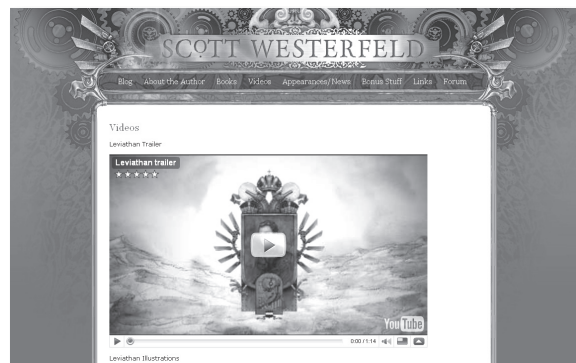 SCOTT WESTERFELD
Blog About the Author Books Videos Appearances/News Bonus Stuff Links Forum
Videos
Leviathan Trailer
Leviathan trailer
YouTube
0:00 / 1:14
Leviathan Illustrations